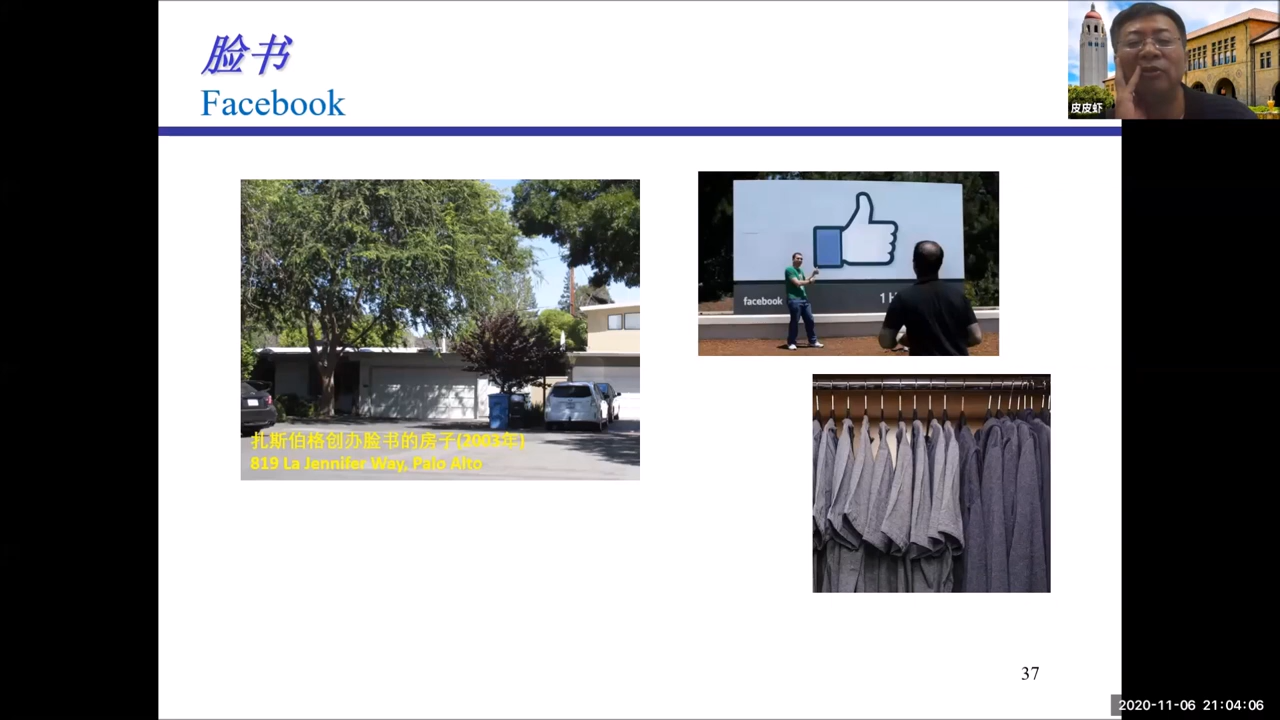 脸书
Facebook
皮皮虾
facebook
扎斯伯格创办脸书的房子(2003年)
819 La Jennifer Way, Palo Alto
37
2020-11-06 21:04:06